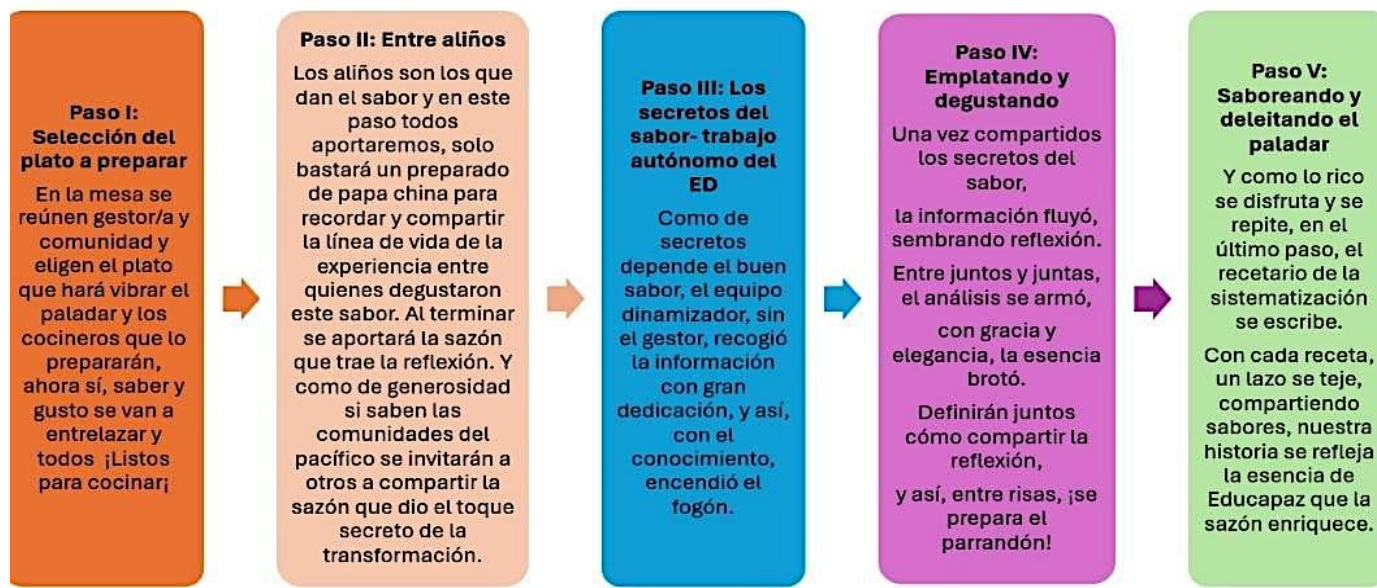 Paso I:
Selección del
plato a preparar
En la mesa se
reúnen gestor/a y
comunidad y
eligen el plato
que hará vibrar el
paladar y los
cocineros que lo
prepararán,
ahora sí, saber y
gusto se van a
entrelazar y
todos ¡Listos
para cocinar¡
Paso II: Entre aliños
Los aliños son los que
dan el sabor y en este
paso todos
aportaremos, solo
bastará un preparado
de papa china para
recordar y compartir
la línea de vida de la
experiencia entre
quienes degustaron
este sabor. Al terminar
se aportará la sazón
que trae la reflexión. Y
como de generosidad
si saben las
comunidades del
pacífico se invitarán a
otros a compartir la
sazón que dio el toque
secreto de la
transformación.
Paso III: Los
secretos del
sabor- trabajo
autónomo del
ED
Como de
secretos
depende el buen
sabor, el equipo
dinamizador, sin
el gestor, recogió
la información
con gran
dedicación, y así,
con el
conocimiento,
encendió el
fogón.
Paso IV:
Emplatando y
degustando
Una vez compartidos
los secretos del
sabor,
la información fluyó,
sembrando reflexión.
Entre juntos y juntas,
el análisis se armó,
con gracia y
elegancia, la esencia
brotó.
Definirán juntos
cómo compartir la
reflexión,
y así, entre risas, ¡se
prepara el
parrandón!
Paso V:
Saboreando y
deleitando el
paladar
Y como lo rico
se disfruta y se
repite, en el
último paso, el
recetario de la
sistematización
se escribe.
Con cada receta,
un lazo se teje,
compartiendo
sabores, nuestra
historia se refleja
la esencia de
Educapaz que la
sazón enriquece.